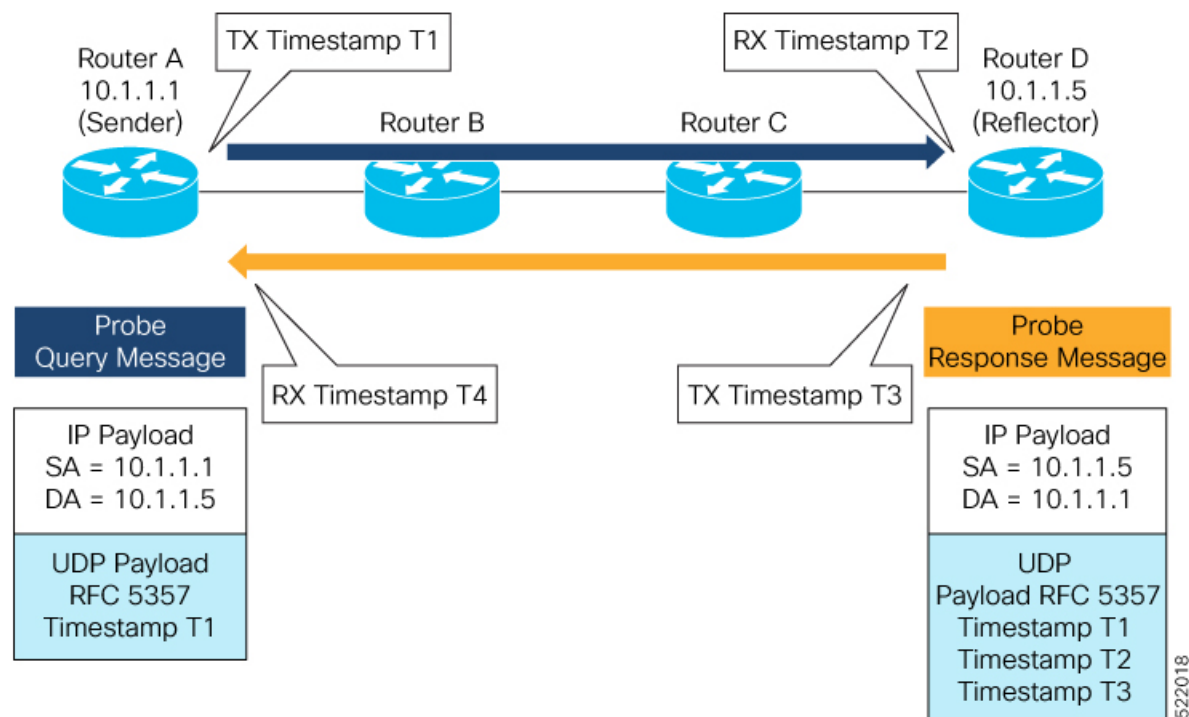 TX Timestamp T1
RX Timestamp T2
Router A
10.1.1.1
(Sender)
Router B
Router C
Router D
10.1.1.5
(Reflector)
Probe
Query Message
RX Timestamp T4
TX Timestamp T3
Probe
Response Message
IP Payload
SA = 10.1.1.1
DA = 10.1.1.5
UDP Payload
RFC 5357
Timestamp T1
IP Payload
SA = 10.1.1.5
DA = 10.1.1.1
UDP
Payload RFC 5357
Timestamp T1
Timestamp T2
Timestamp T3
522018